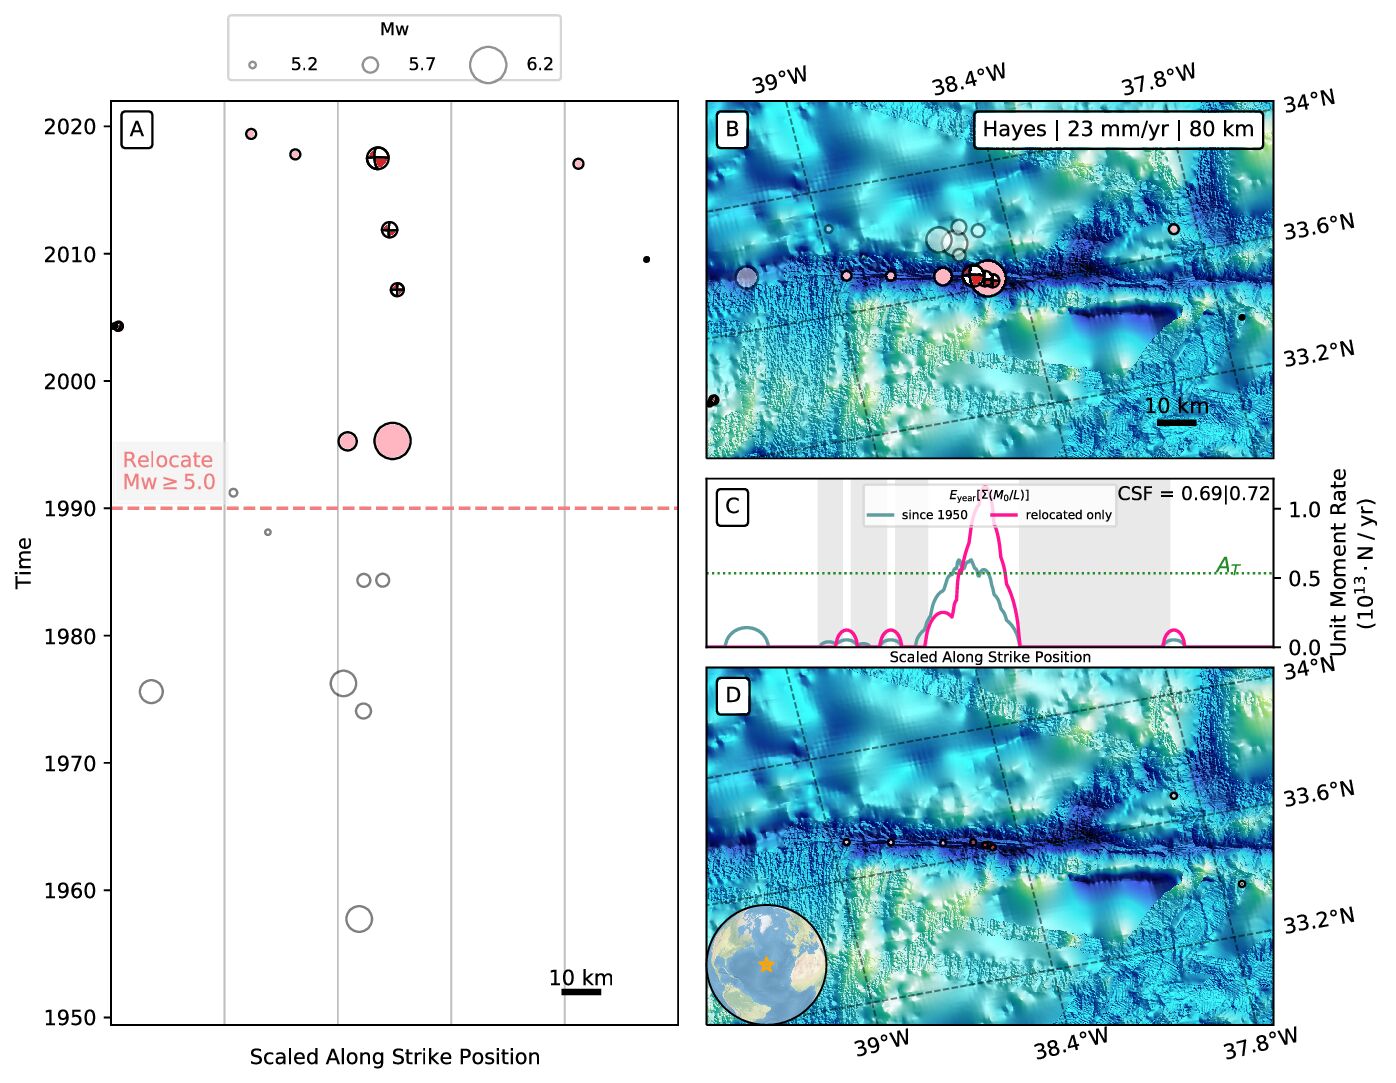 Mw
5.2
5.7
6.2
A
2020
2010
2000
1990
1980
1970
1960
1950
Time
Relocate
Mw ≥ 5.0
10 km
Scaled Along Strike Position
39°W
38.4°W
37.8°W
B
Hayes | 23 mm/yr | 80 km
34°N
33.6°N
33.2°N
10 km
C
E_year[Σ(M₀/L)]
since 1950
relocated only
CSF = 0.69|0.72
A_T
1.0
0.5
0.0
Unit Moment Rate
(10¹³ · N / yr)
Scaled Along Strike Position
D
34°N
33.6°N
33.2°N
39°W
38.4°W
37.8°W